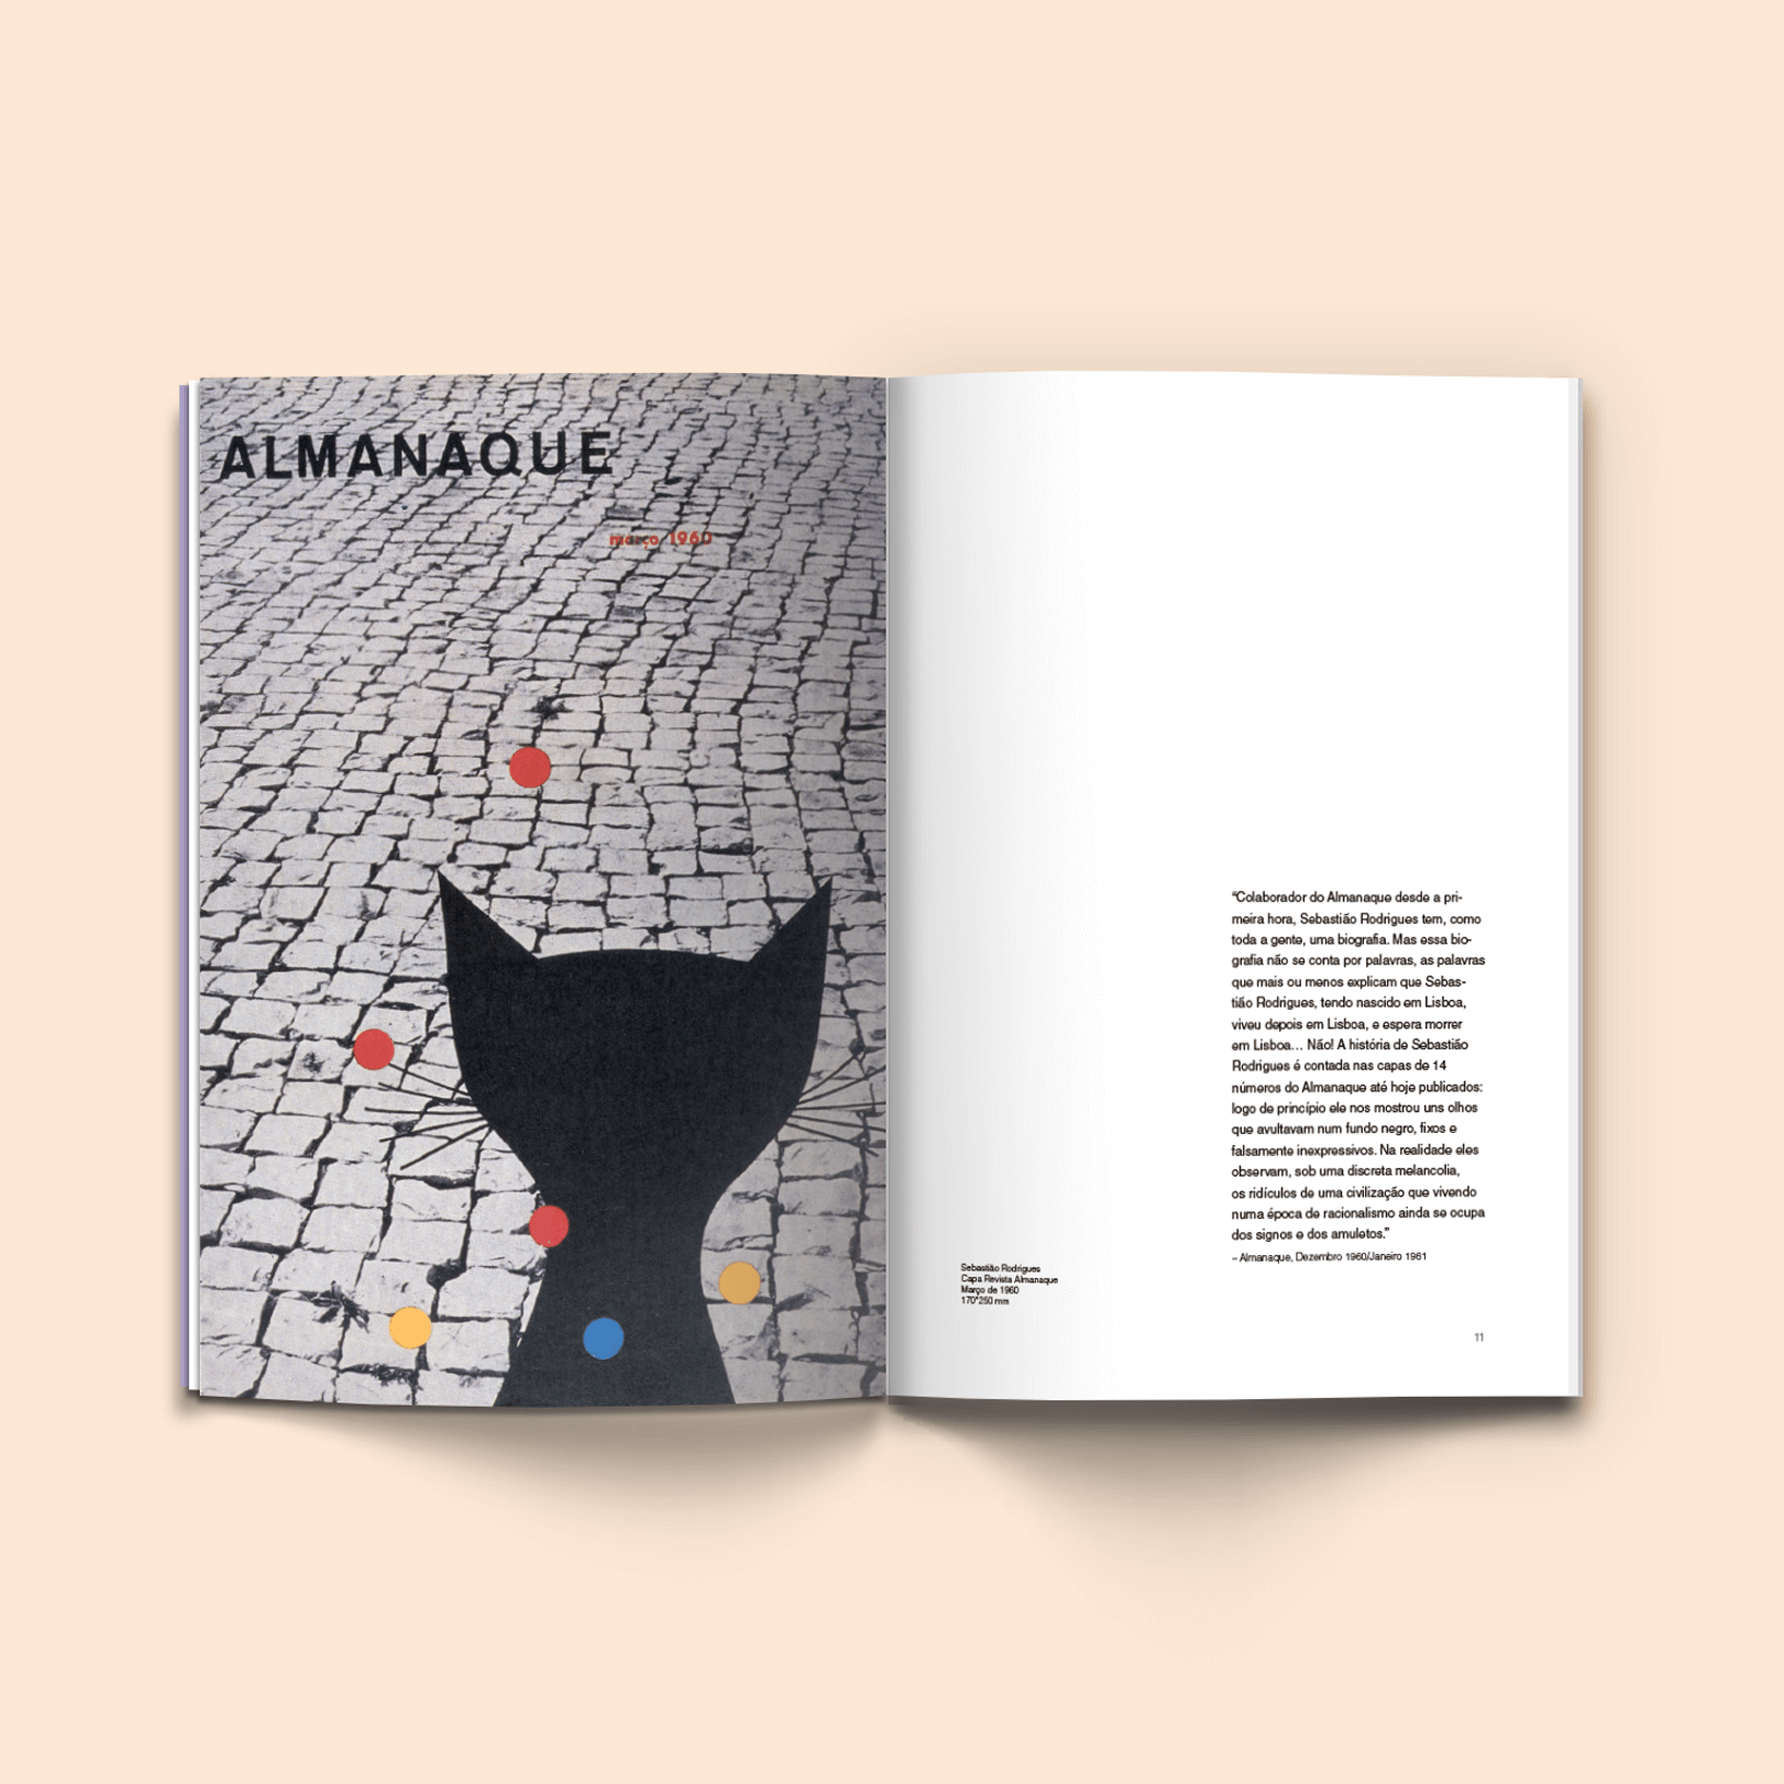 ALMANAQUE
março 1960
“Colaborador do Almanaque desde a pri-
meira hora, Sebastião Rodrigues tem, como
toda a gente, uma biografia. Mas essa bio-
grafia não se conta por palavras, as palavras
que mais ou menos explicam que Sebas-
tião Rodrigues, tendo nascido em Lisboa,
viveu depois em Lisboa, e espera morrer
em Lisboa... Não! A história de Sebastião
Rodrigues é contada nas capas de 14
números do Almanaque até hoje publicados:
logo de princípio ele nos mostrou uns olhos
que avultavam num fundo negro, fixos e
falsamente inexpressivos. Na realidade eles
observam, sob uma discreta melancolia,
os ridículos de uma civilização que vivendo
numa época de racionalismo ainda se ocupa
dos signos e dos amuletos.”
– Almanaque, Dezembro 1960/Janeiro 1961
Sebastião Rodrigues
Capa Revista Almanaque
Março de 1960
170*250 mm
11